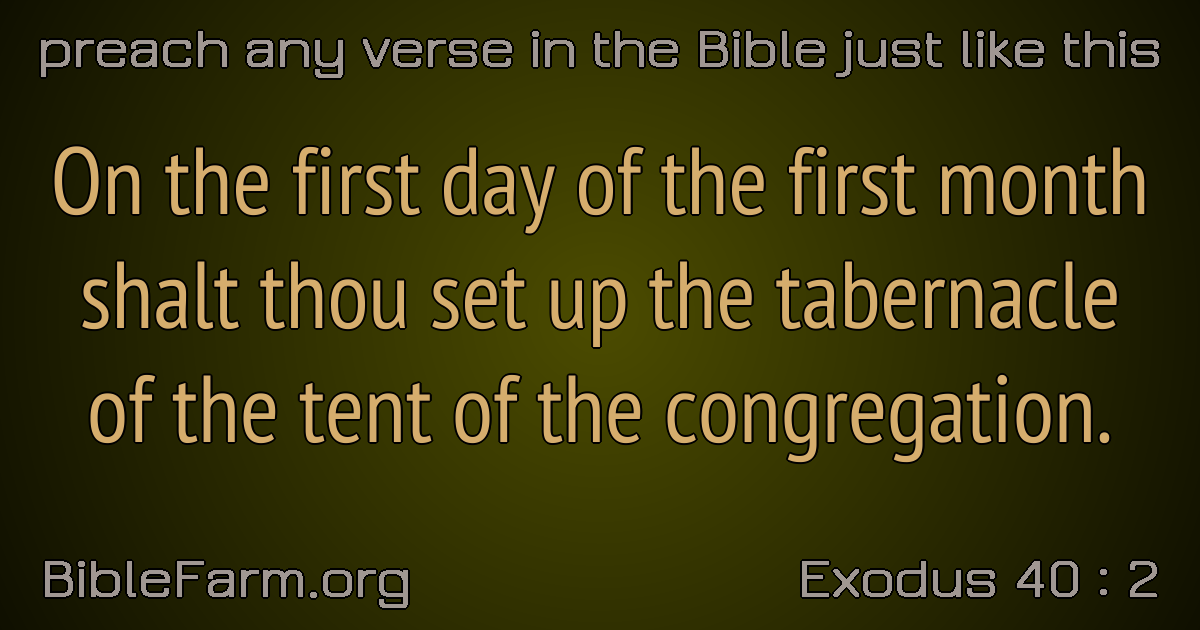 preach any verse in the Bible just like this
On the first day of the first month
shalt thou set up the tabernacle
of the tent of the congregation.
BibleFarm.org
Exodus 40 : 2